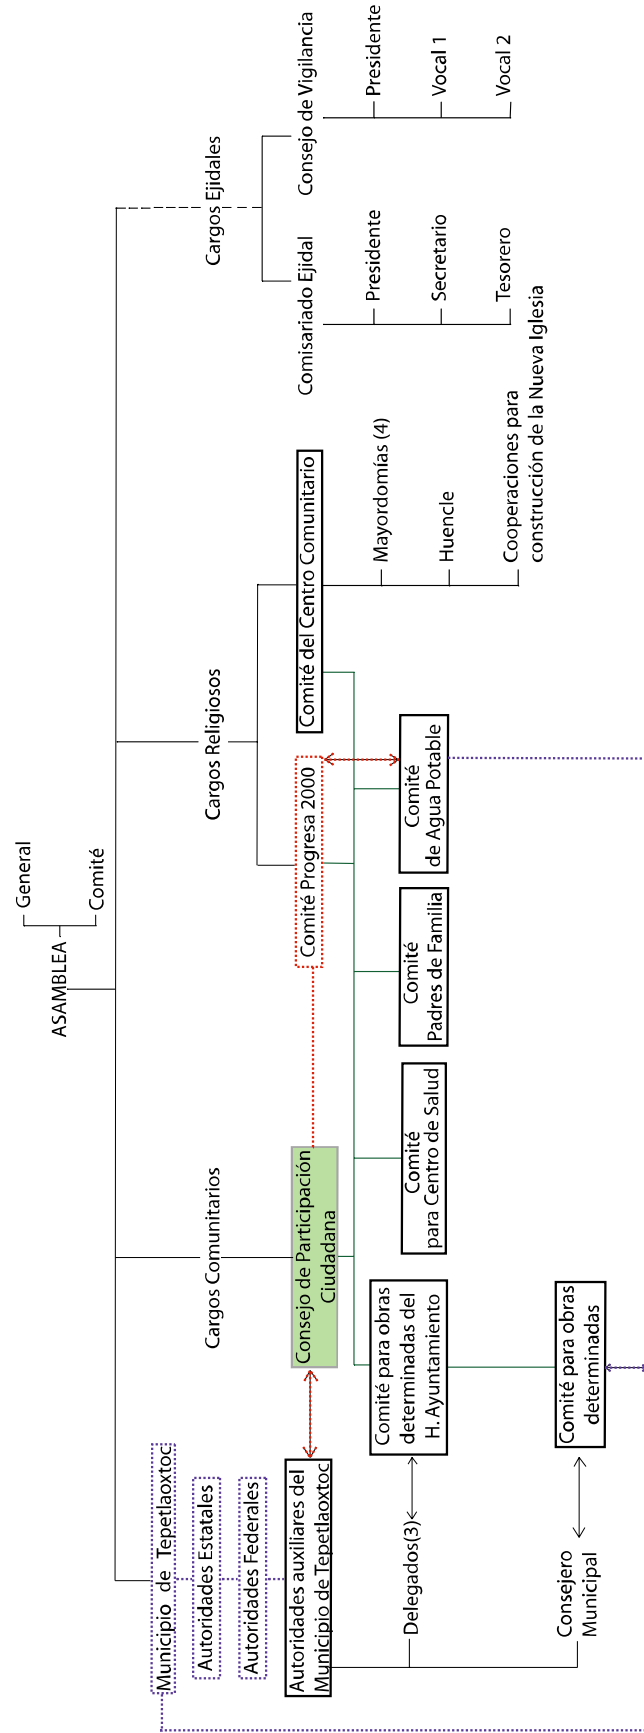 General
ASAMBLEA
Comité
Municipio de Tepetlaoxtoc
Autoridades Estatales
Autoridades Federales
Autoridades auxiliares del
Municipio de Tepetlaoxtoc
Delegados(3)
Consejero
Municipal
Cargos Comunitarios
Consejo de Participación
Ciudadana
Comité para obras
determinadas del
H. Ayuntamiento
Comité para obras
determinadas
Comité
para Centro de Salud
Comité
Padres de Familia
Comité
de Agua Potable
Cargos Religiosos
Comité Progresa 2000
Comité del Centro Comunitario
Mayordomías (4)
Huencle
Cooperaciones para
construcción de la Nueva Iglesia
Cargos Ejidales
Comisariado Ejidal
Presidente
Secretario
Tesorero
Consejo de Vigilancia
Presidente
Vocal 1
Vocal 2